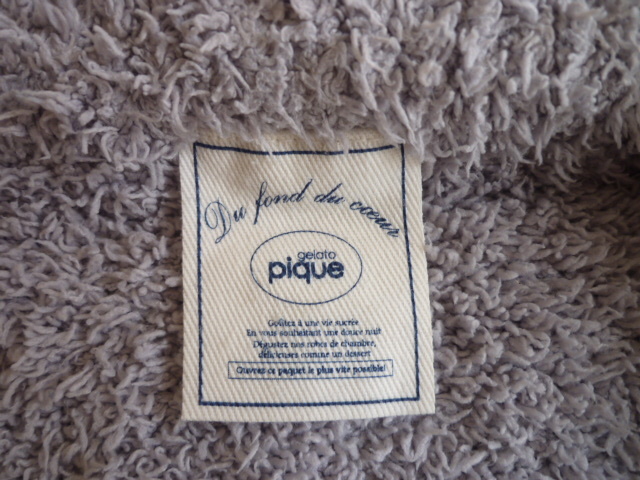 Du fond du cœur
gelato
pique
Goûtez à une vie sucrée
En vous souhaitant une douce nuit
Dégustez nos robes de chambre,
délicieuses comme un dessert
Ouvrez ce paquet le plus vite possible!